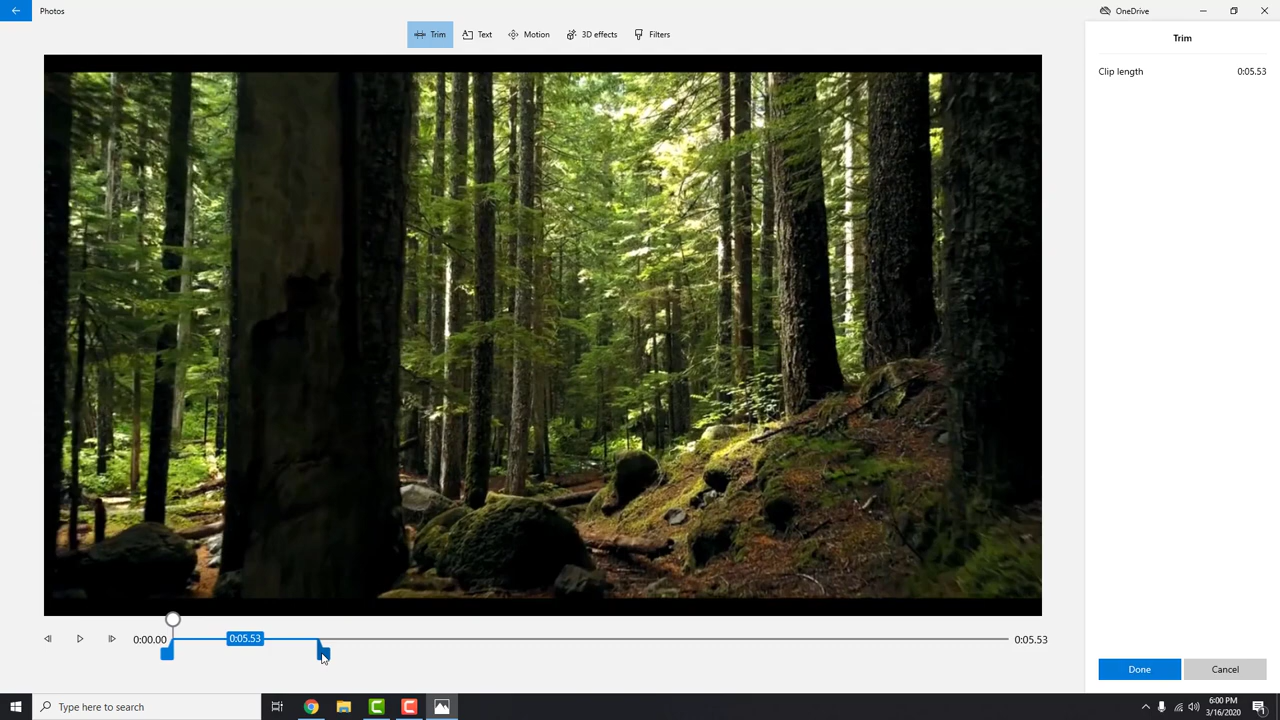 Photos
OneDrive
Trim
Text
Motion
3D effects
Filters
Trim
Clip length
0:05.53
0:00.00
0:05.53
0:05.53
Done
Cancel
Type here to search
6:00 PM
3/16/2020
1